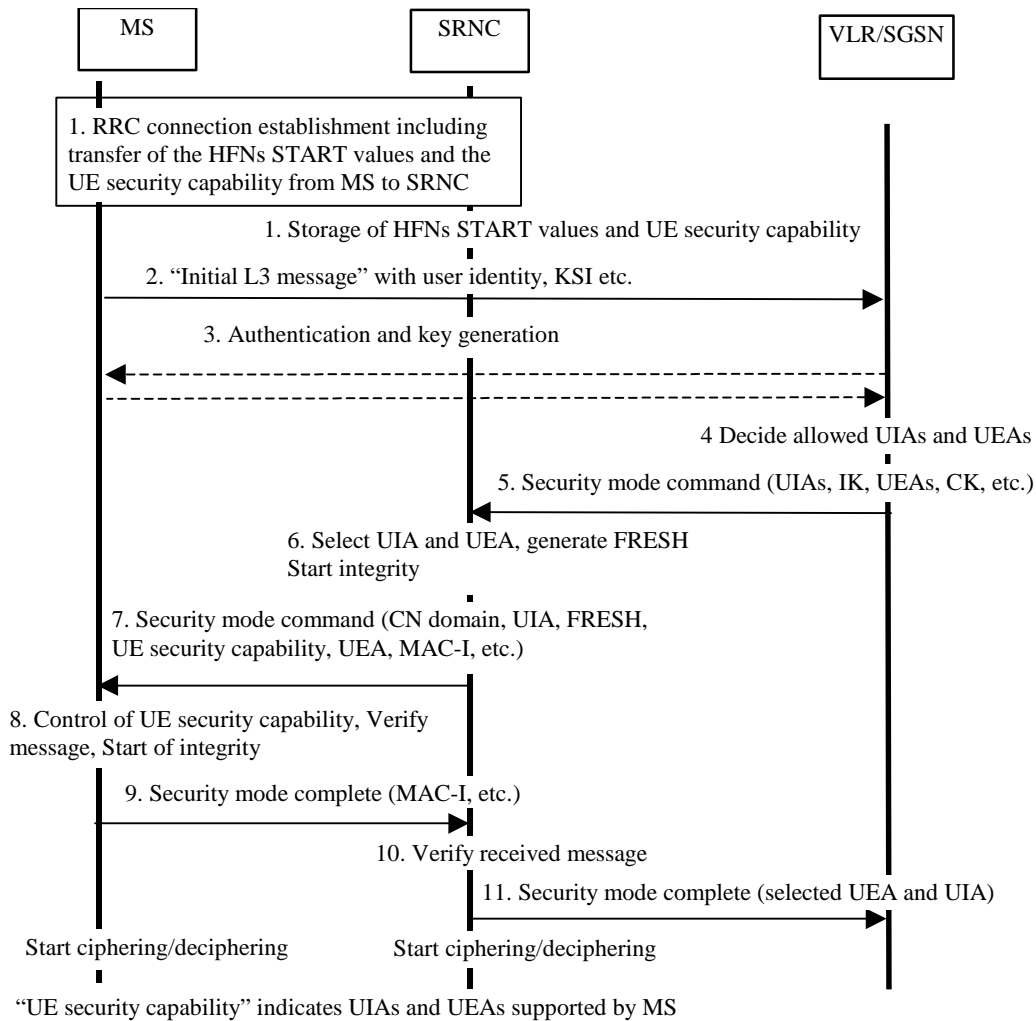 MS
SRNC
VLR/SGSN
1. RRC connection establishment including
transfer of the HFNs START values and the
UE security capability from MS to SRNC
1. Storage of HFNs START values and UE security capability
2. “Initial L3 message” with user identity, KSI etc.
3. Authentication and key generation
4 Decide allowed UIAs and UEAs
5. Security mode command (UIAs, IK, UEAs, CK, etc.)
6. Select UIA and UEA, generate FRESH
Start integrity
7. Security mode command (CN domain, UIA, FRESH,
UE security capability, UEA, MAC-I, etc.)
8. Control of UE security capability, Verify
message, Start of integrity
9. Security mode complete (MAC-I, etc.)
10. Verify received message
11. Security mode complete (selected UEA and UIA)
Start ciphering/deciphering
Start ciphering/deciphering
“UE security capability” indicates UIAs and UEAs supported by MS